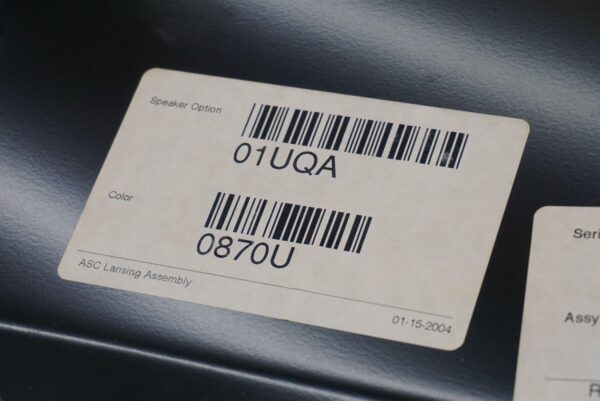 Speaker Option
01UQA
Color
0870U
ASC Lansing Assembly
01-15-2004
Seri
Assy
R